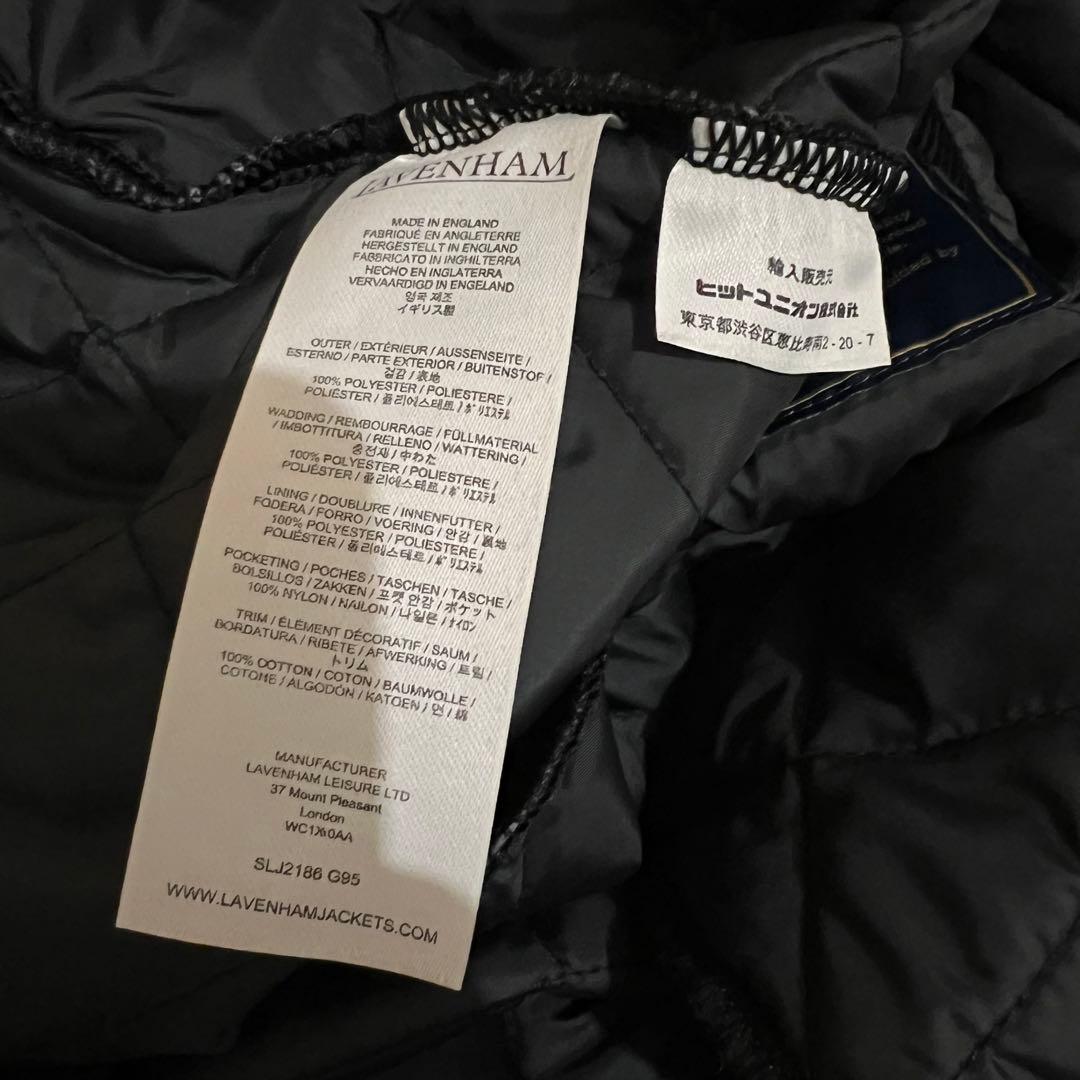 LAVENHAM
MADE IN ENGLAND
FABRIQUÉ EN ANGLETERRE
HERGESTELLT IN ENGLAND
FABBRICATO IN INGHILTERRA
HECHO EN INGLATERRA
VERVAARDIGD IN ENGELAND
영국 제조
イギリス製
OUTER / EXTÉRIEUR / AUSSENSEITE /
ESTERNO / PARTE EXTERIOR / BUITENSTOF /
겉감 / 表地
100% POLYESTER / POLIESTERE /
POLIÉSTER / 폴리에스테르 / ﾎﾟﾘｴｽﾃﾙ
WADDING / REMBOURRAGE / FÜLLMATERIAL
/ IMBOTTITURA / RELLENO / WATTERING /
충전재 / 中わた
100% POLYESTER / POLIESTERE /
POLIÉSTER / 폴리에스테르 / ﾎﾟﾘｴｽﾃﾙ
LINING / DOUBLURE / INNENFUTTER /
FODERA / FORRO / VOERING / 안감 / 裏地
100% POLYESTER / POLIESTERE /
POLIÉSTER / 폴리에스테르 / ﾎﾟﾘｴｽﾃﾙ
POCKETING / POCHES / TASCHEN / TASCHE /
BOLSILLOS / ZAKKEN / 포켓 안감 / ポケット
100% NYLON / NAILON / 나일론 / ﾅｲﾛﾝ
TRIM / ÉLÉMENT DÉCORATIF / SAUM /
BORDATURA / RIBETE / AFWERKING / 트림 /
トリム
100% COTTON / COTON / BAUMWOLLE /
COTONE / ALGODÓN / KATOEN / 면 / 綿
MANUFACTURER
LAVENHAM LEISURE LTD
37 Mount Pleasant
London
WC1X 0AA
SLJ2186 G95
WWW.LAVENHAMJACKETS.COM
輸入販売元
ヒットユニオン株式会社
東京都渋谷区恵比寿南2-20-7
by